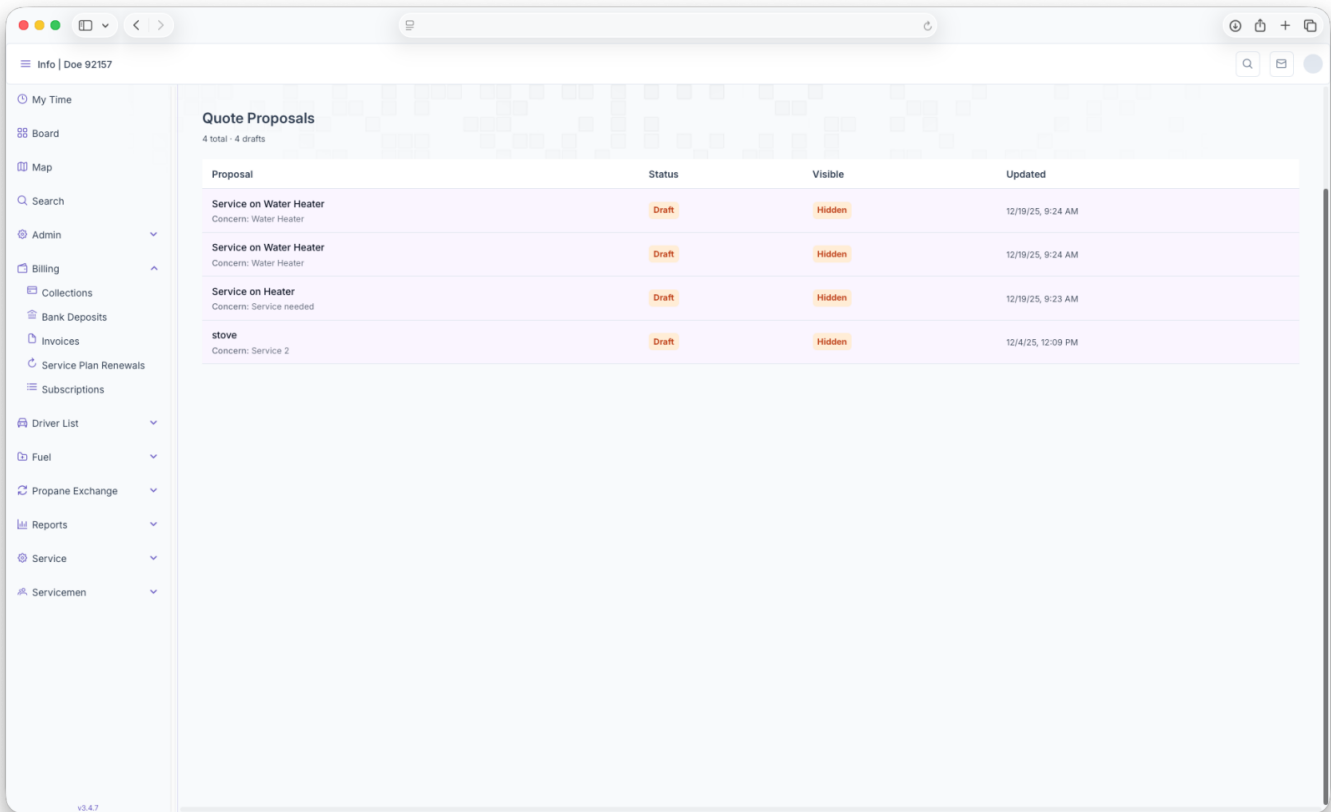 Info | Doe 92157
My Time
Board
Map
Search
Admin
Billing
Collections
Bank Deposits
Invoices
Service Plan Renewals
Subscriptions
Driver List
Fuel
Propane Exchange
Reports
Service
Servicemen
v3.4.7
Quote Proposals
4 total · 4 drafts
Proposal Status Visible Updated
Service on Water Heater Draft Hidden 12/19/25, 9:24 AM
Concern: Water Heater
Service on Water Heater Draft Hidden 12/19/25, 9:24 AM
Concern: Water Heater
Service on Heater Draft Hidden 12/19/25, 9:23 AM
Concern: Service needed
stove Draft Hidden 12/4/25, 12:09 PM
Concern: Service 2